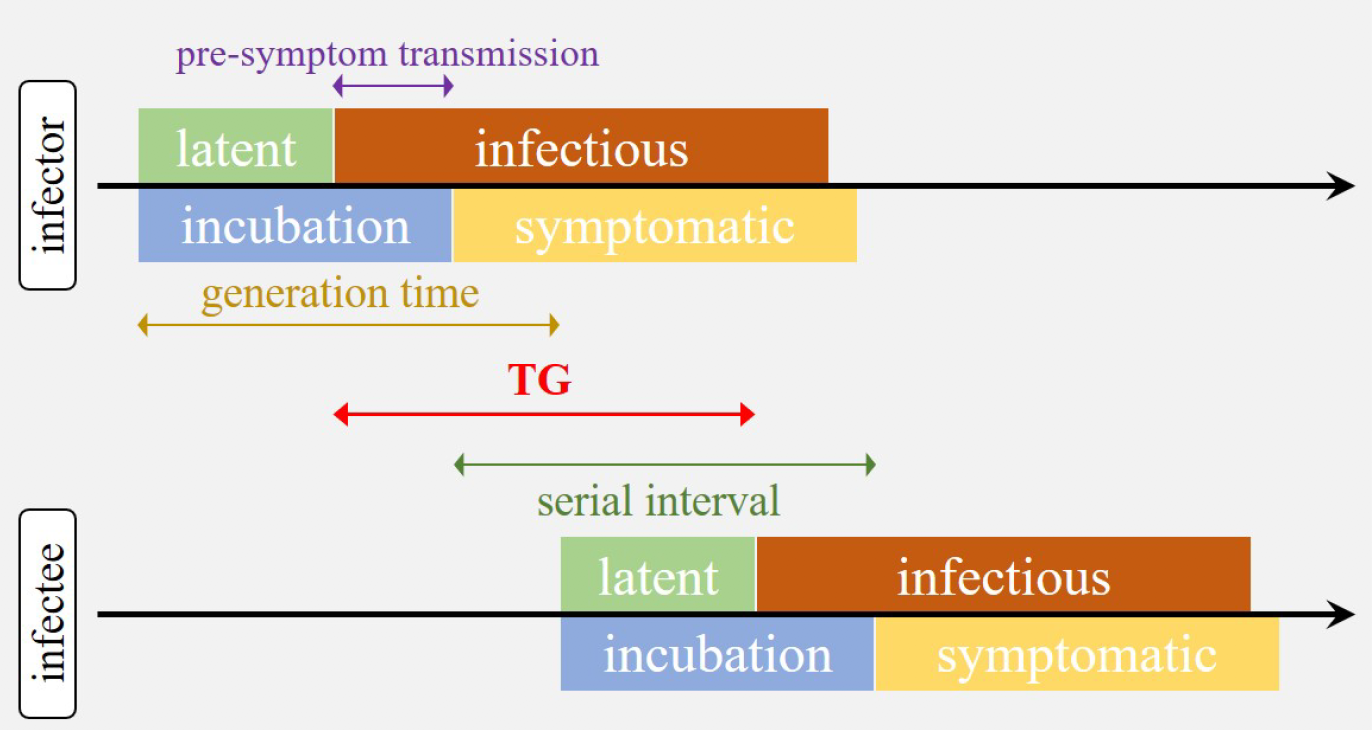 pre-symptom transmission
infector
latent
infectious
incubation
symptomatic
generation time
TG
serial interval
infectee
latent
infectious
incubation
symptomatic